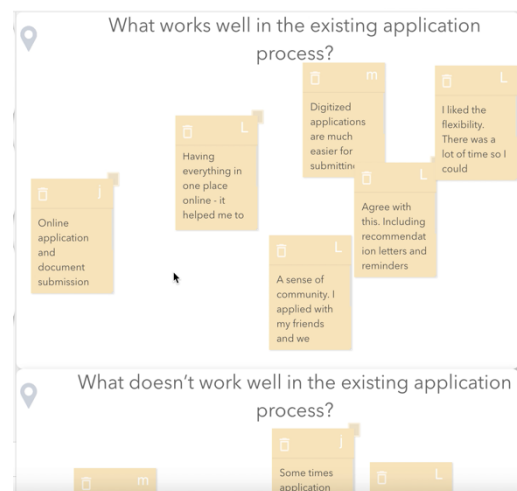 What works well in the existing application
process?
m
Digitized
applications
are much
easier for
submitting
L
I liked the
flexibility.
There was a
lot of time so I
could
L
Having
everything in
one place
online - it
helped me to
L
Agree with
this. Including
recommendat
ion letters and
reminders
j
Online
application
and
document
submission
L
A sense of
community. I
applied with
my friends
and we
What doesn't work well in the existing application
process?
j
Some times
application
m
L